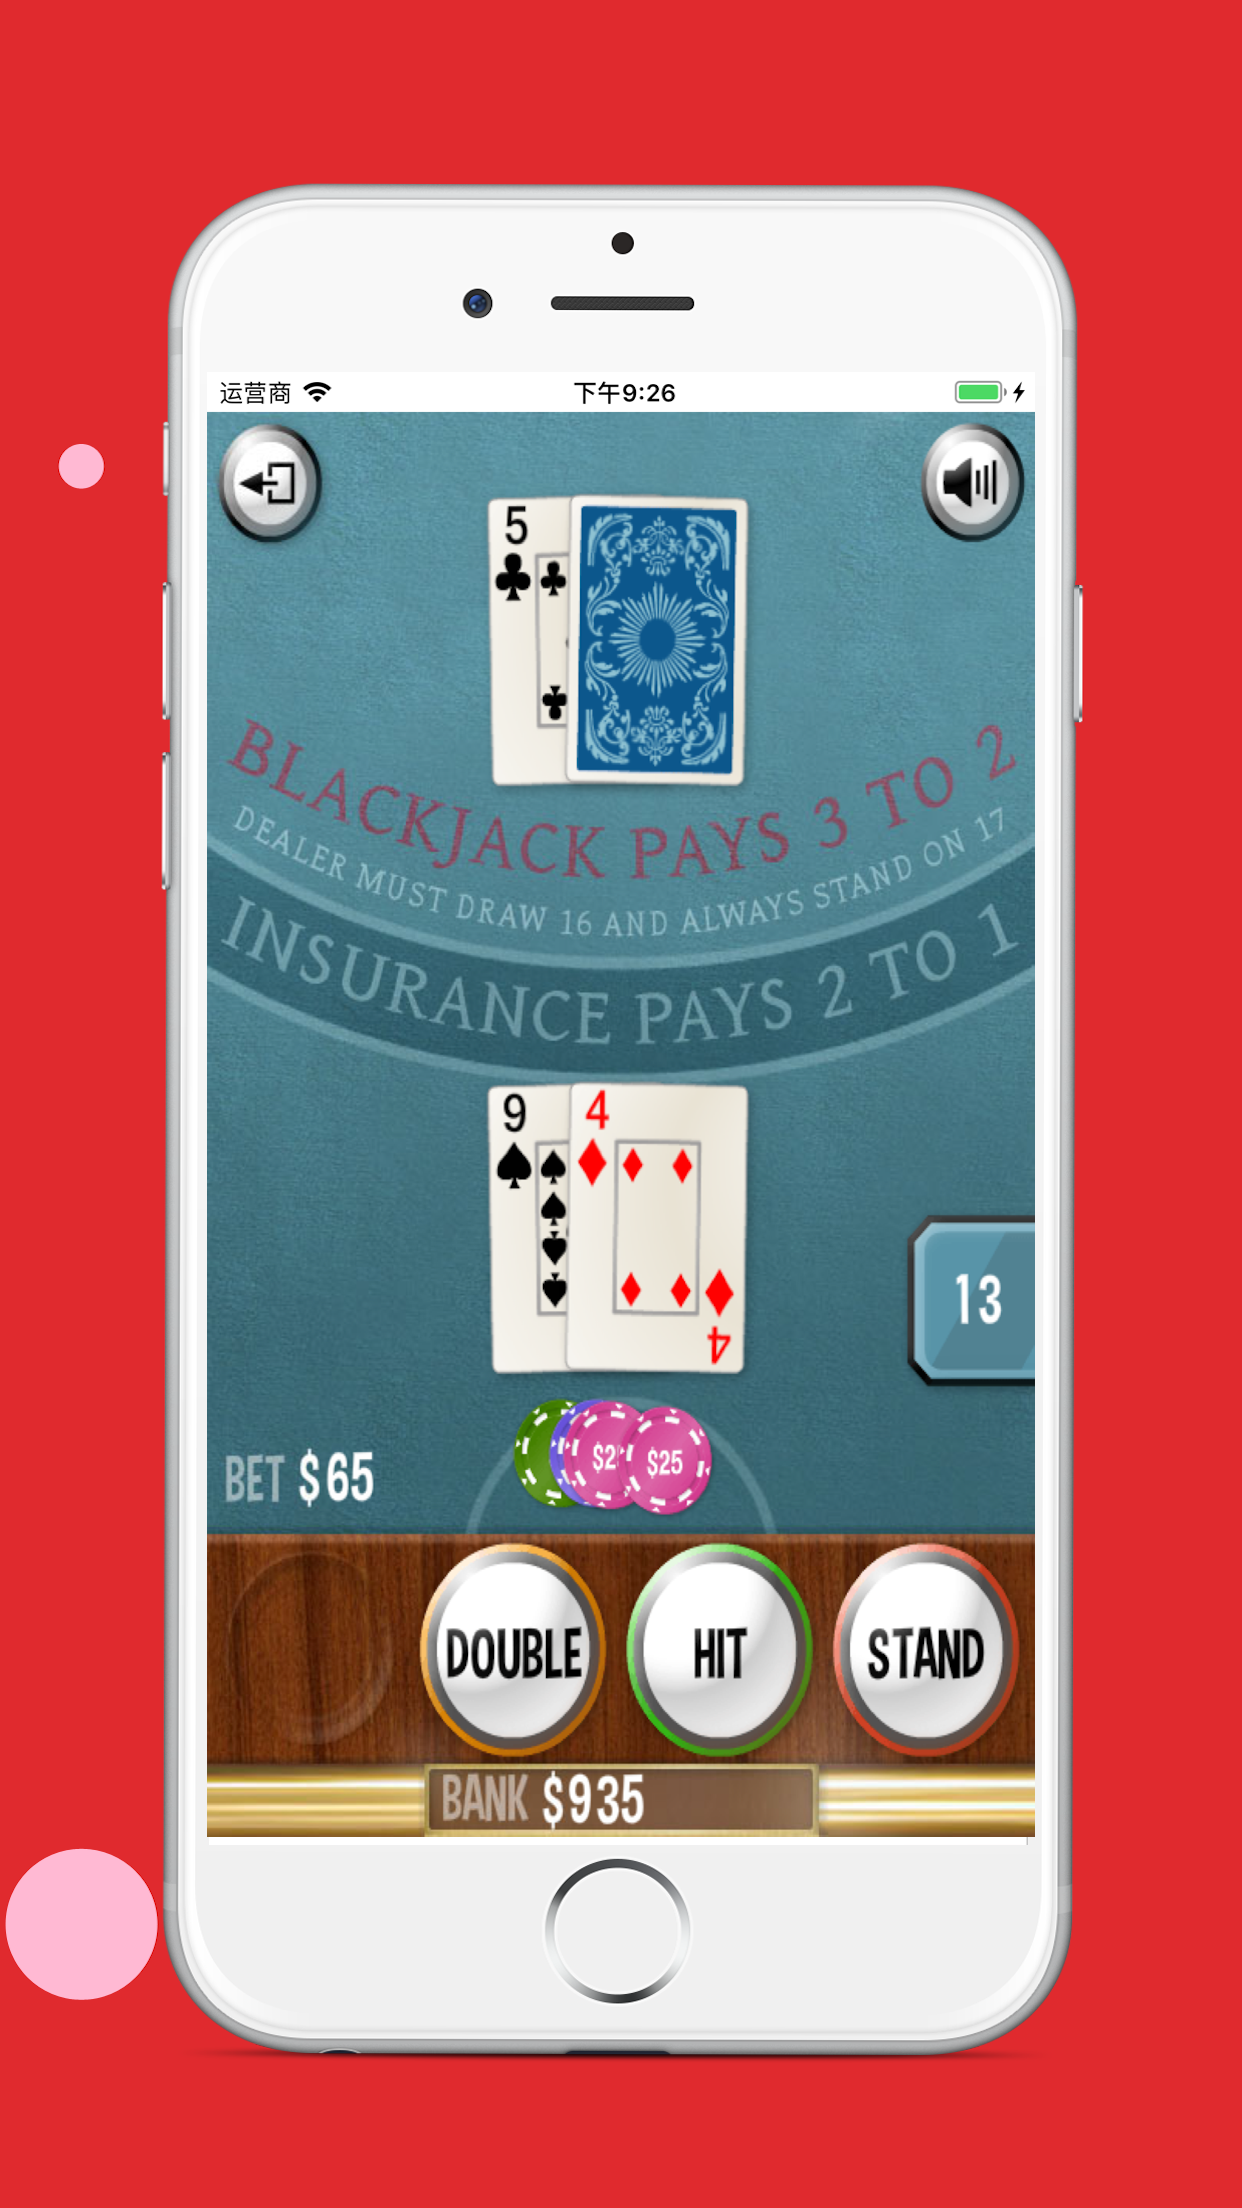 运营商 下午9:26
5
BLACKJACK PAYS 3 TO 2
DEALER MUST DRAW 16 AND ALWAYS STAND ON 17
INSURANCE PAYS 2 TO 1
9 4
4
13
$25
BET $65
DOUBLE HIT STAND
BANK $935